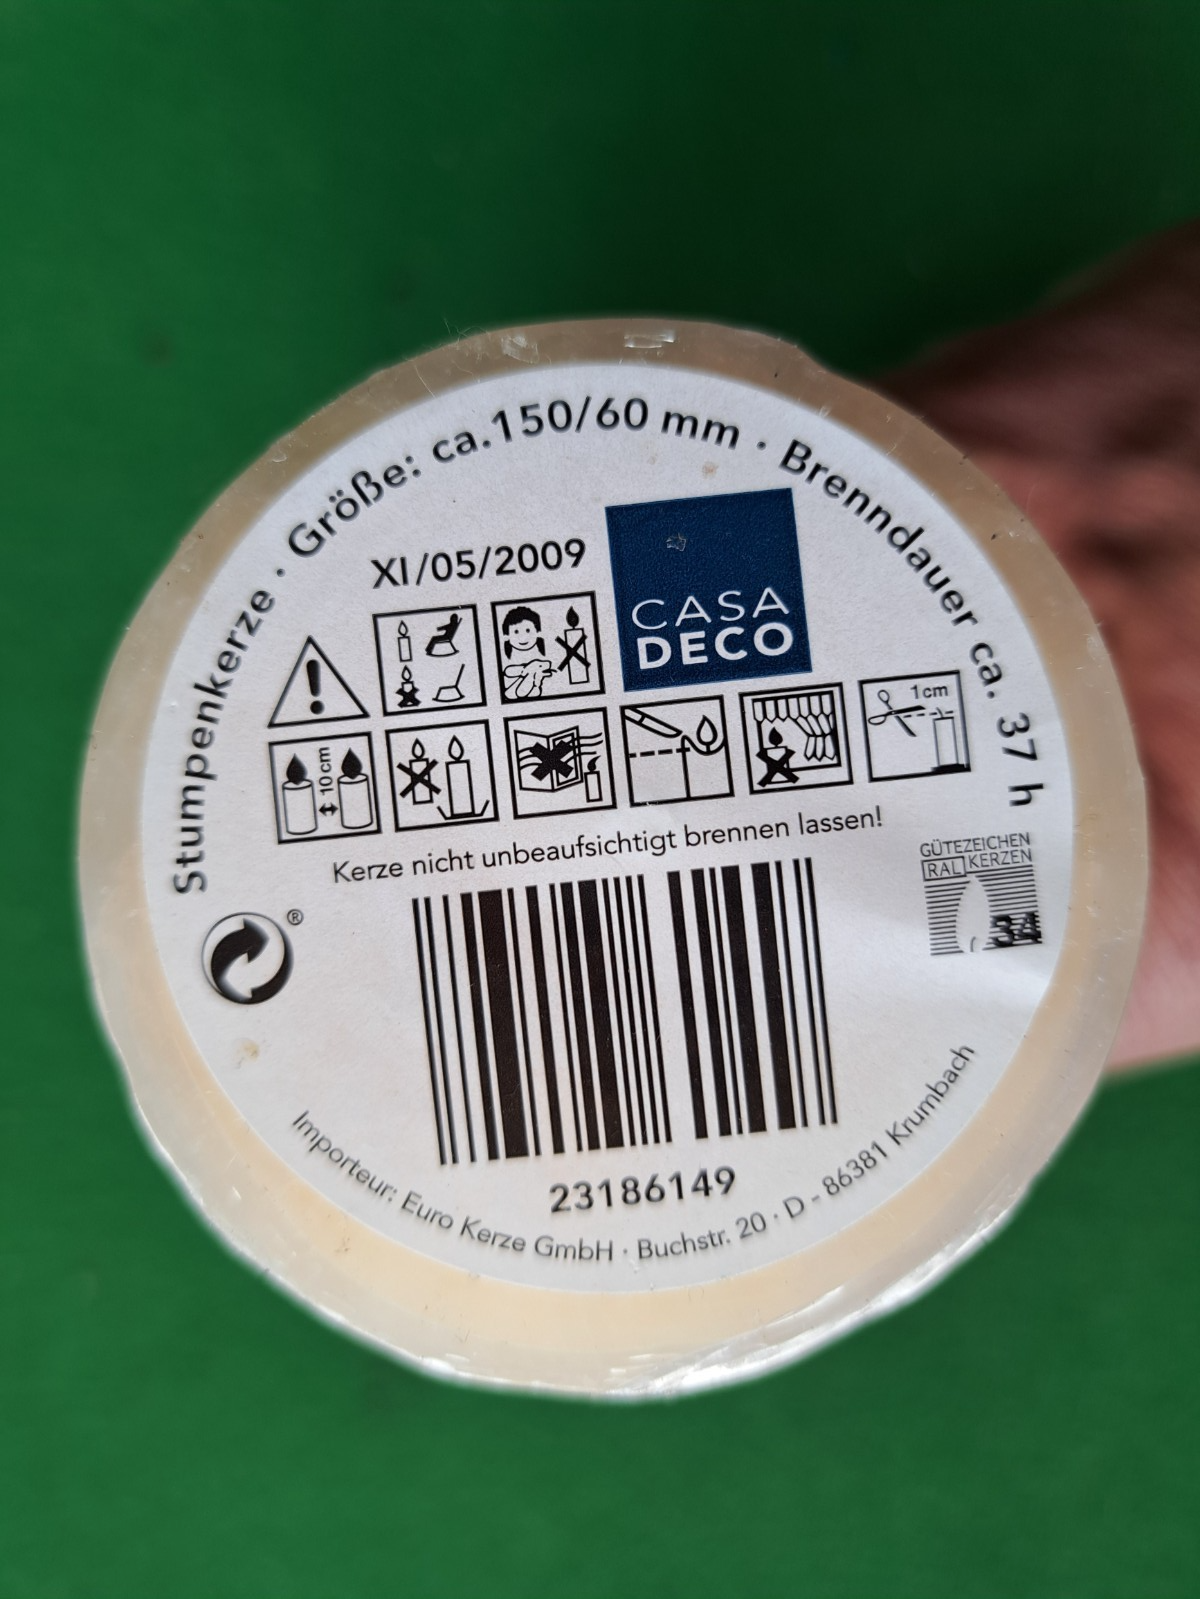 Stumpenkerze · Größe: ca.150/60 mm · Brenndauer ca. 37 h
XI/05/2009
CASA
DECO
1cm
10 cm
Kerze nicht unbeaufsichtigt brennen lassen!
GÜTEZEICHEN
RAL KERZEN
34
®
23186149
Importeur: Euro Kerze GmbH · Buchstr. 20 · D - 86381 Krumbach